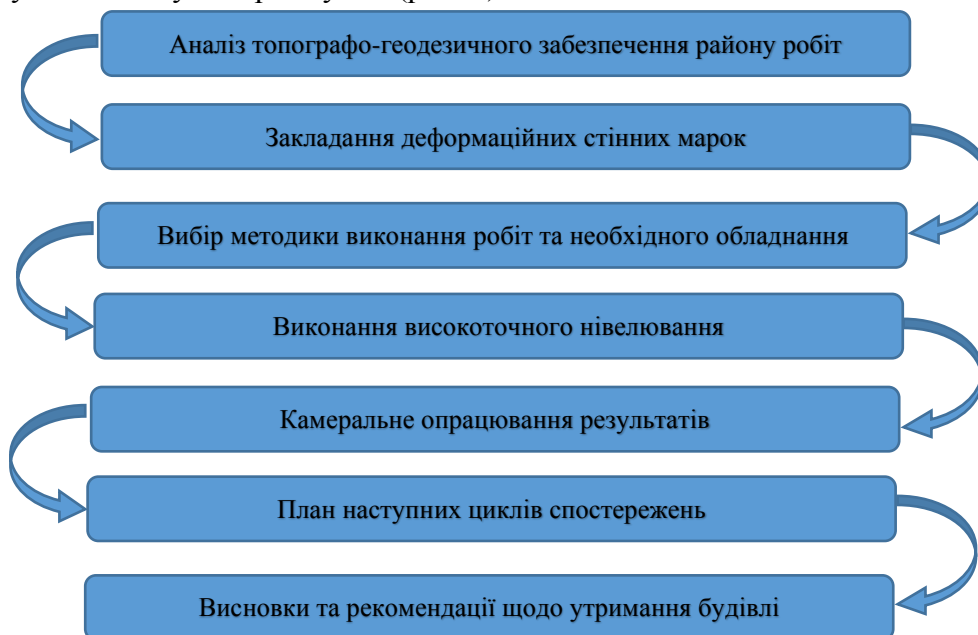 Аналіз топографо-геодезичного забезпечення району робіт
Закладання деформаційних стінних марок
Вибір методики виконання робіт та необхідного обладнання
Виконання високоточного нівелювання
Камеральне опрацювання результатів
План наступних циклів спостережень
Висновки та рекомендації щодо утримання будівлі